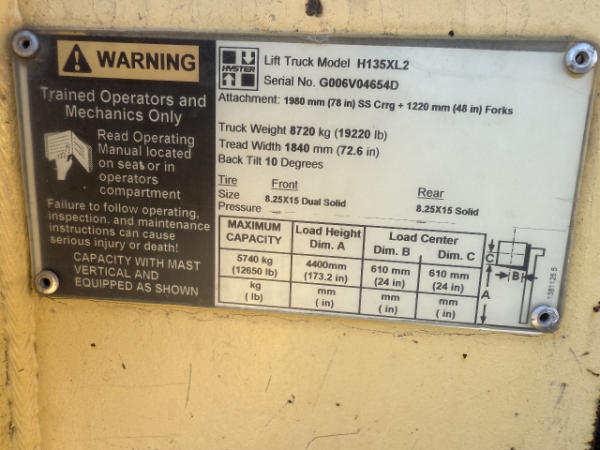 WARNING
Trained Operators and
Mechanics Only
Read Operating
Manual located
on seat or in
operators
compartment
Failure to follow operating,
inspection, and maintenance
instructions can cause
serious injury or death!
CAPACITY WITH MAST
VERTICAL AND
EQUIPPED AS SHOWN
HYSTER
Lift Truck Model H135XL2
Serial No. G006V04654D
Attachment: 1980 mm (78 in) SS Crrg + 1220 mm (48 in) Forks
Truck Weight 8720 kg (19220 lb)
Tread Width 1840 mm (72.6 in)
Back Tilt 10 Degrees
Tire Front Rear
Size 8.25X15 Dual Solid 8.25X15 Solid
Pressure
MAXIMUM CAPACITY Load Height Dim. A Load Center Dim. B Dim. C
5740 kg 4400mm 610 mm 610 mm
(12650 lb) (173.2 in) (24 in) (24 in)
kg mm mm mm
( lb) ( in) ( in) ( in)
C
B
A
1381125.5